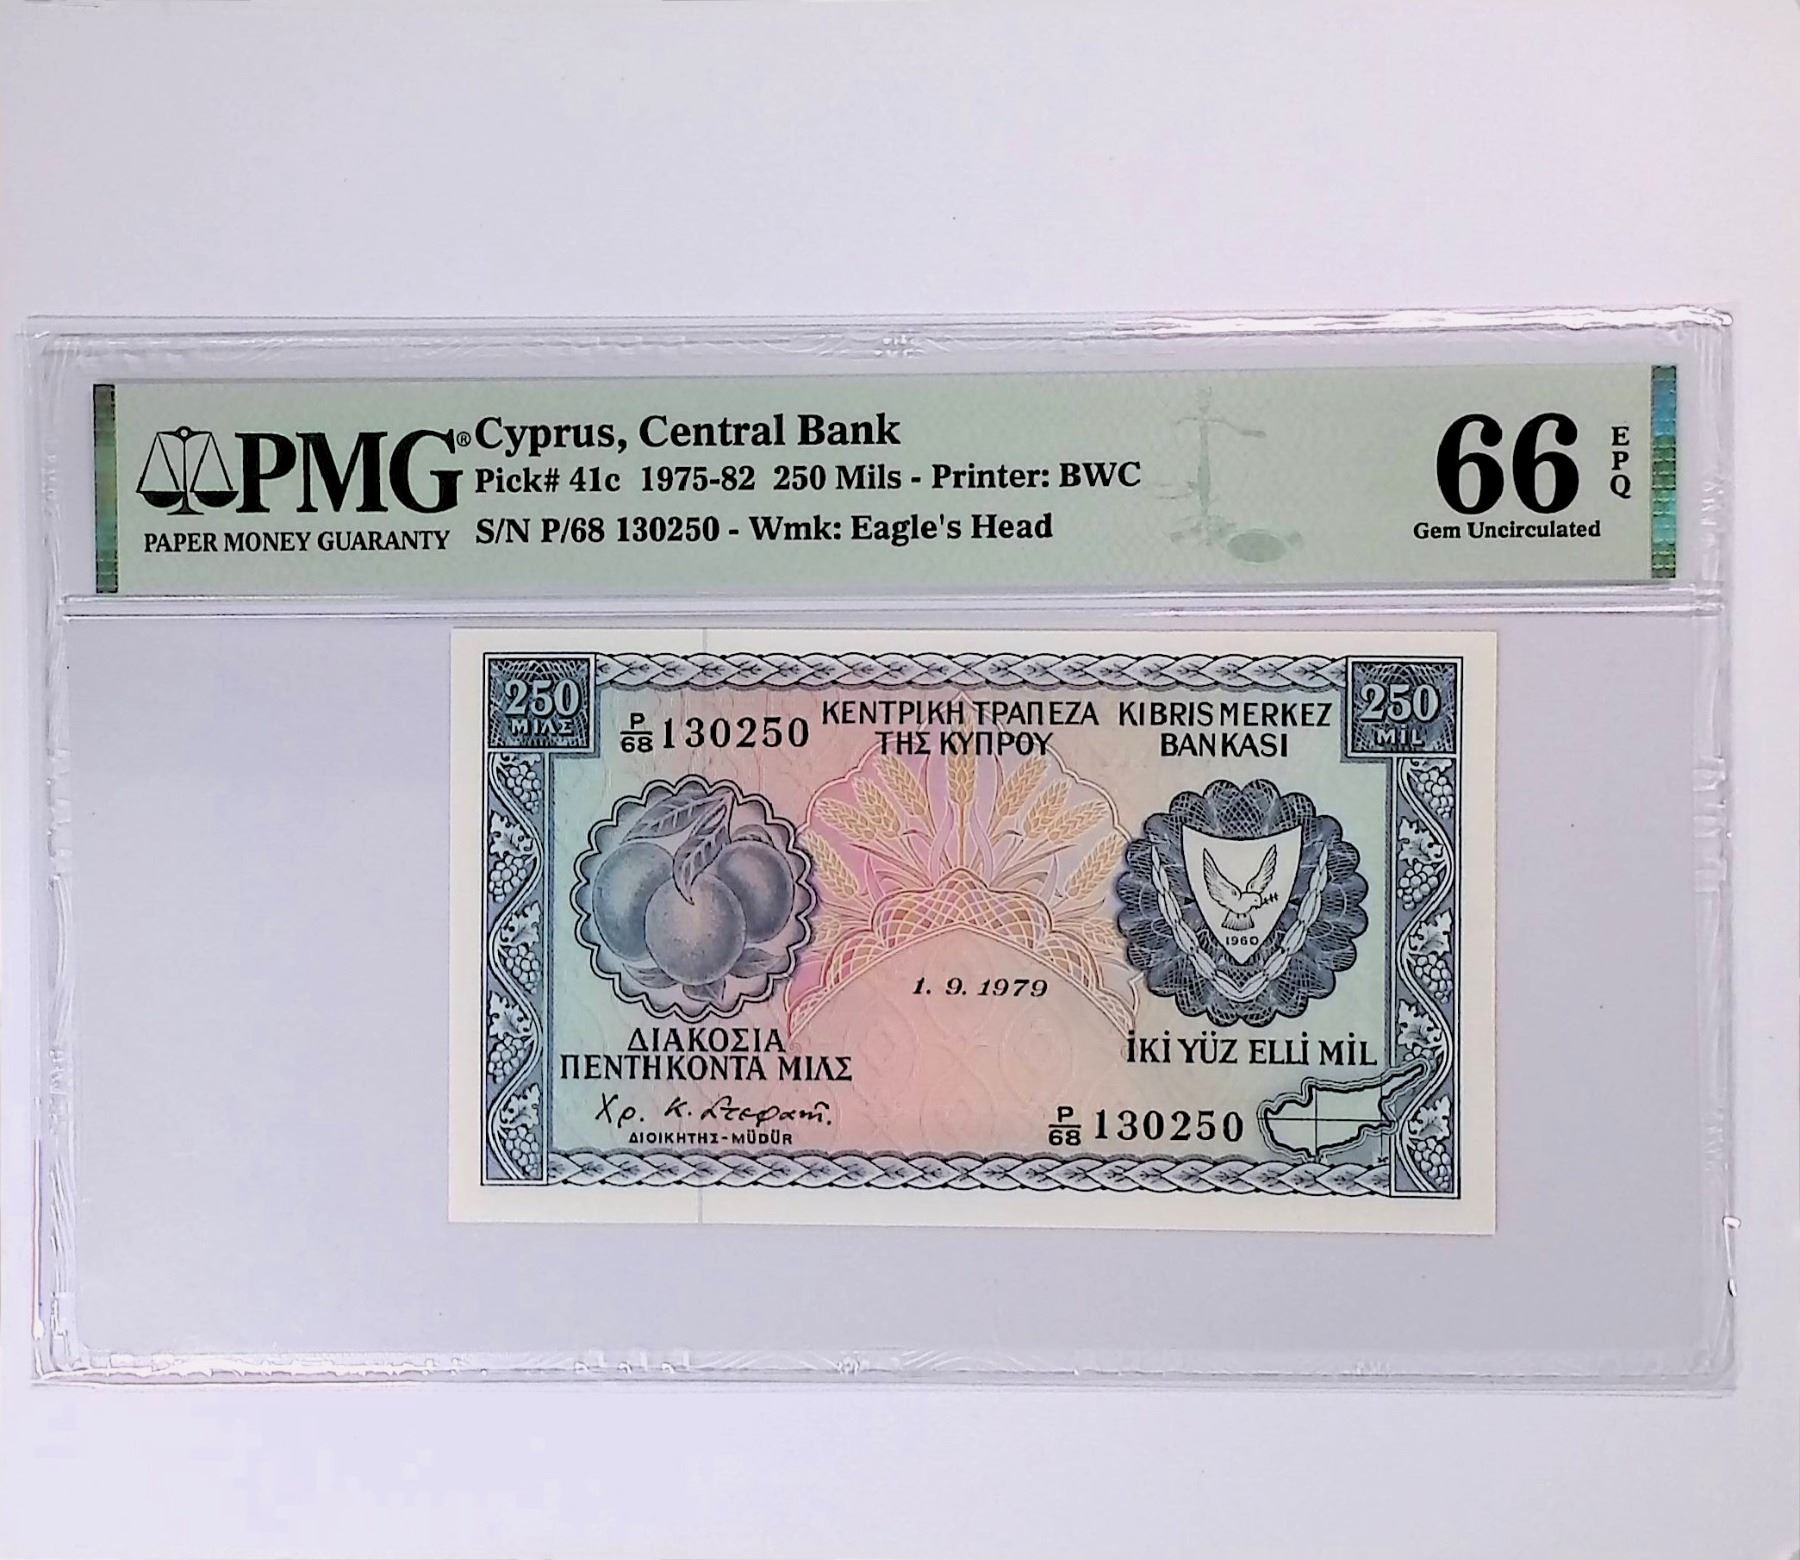 PMG®
PAPER MONEY GUARANTY
Cyprus, Central Bank
Pick# 41c 1975-82 250 Mils - Printer: BWC
S/N P/68 130250 - Wmk: Eagle's Head
66
EPQ
Gem Uncirculated
250
ΜΙΛΣ
P/68 130250
ΚΕΝΤΡΙΚΗ ΤΡΑΠΕΖΑ
ΤΗΣ ΚΥΠΡΟΥ
KIBRIS MERKEZ
BANKASI
250
MIL
1960
1. 9. 1979
ΔΙΑΚΟΣΙΑ
ΠΕΝΤΗΚΟΝΤΑ ΜΙΛΣ
İKİ YÜZ ELLİ MİL
Χρ. Κ. Στεφανή.
ΔΙΟΙΚΗΤΗΣ-MÜDÜR
P/68 130250